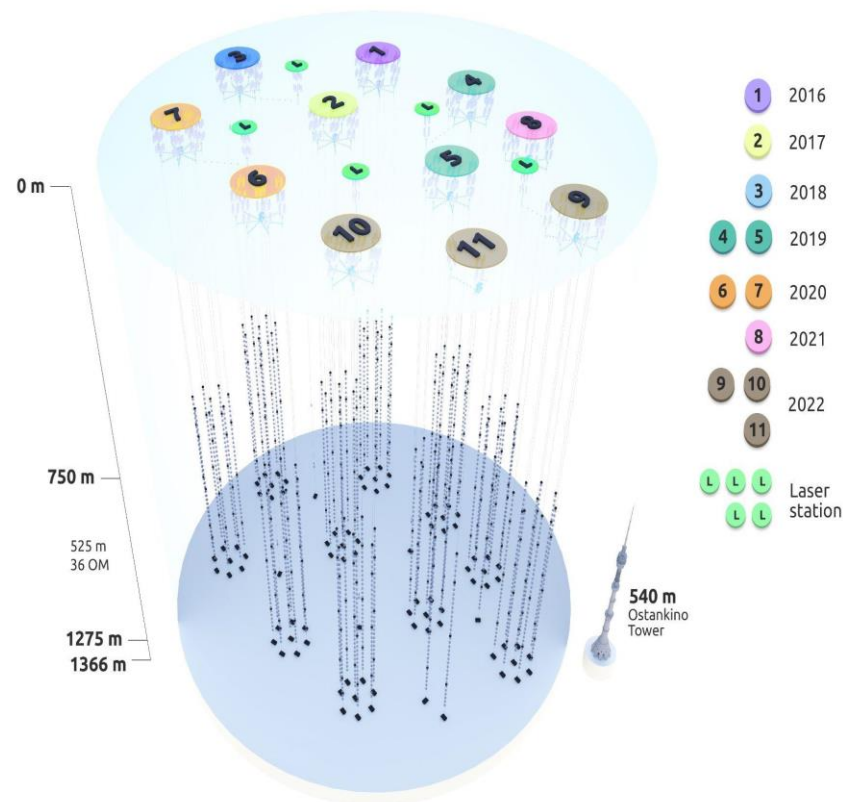 3
L
1
4
7
2
L
L
8
6
L
5
L
9
10
11
0 m
750 m
525 m
36 OM
1275 m
1366 m
1 2016
2 2017
3 2018
4 5 2019
6 7 2020
8 2021
9 10
2022
11
L L L Laser
L L station
540 m
Ostankino
Tower